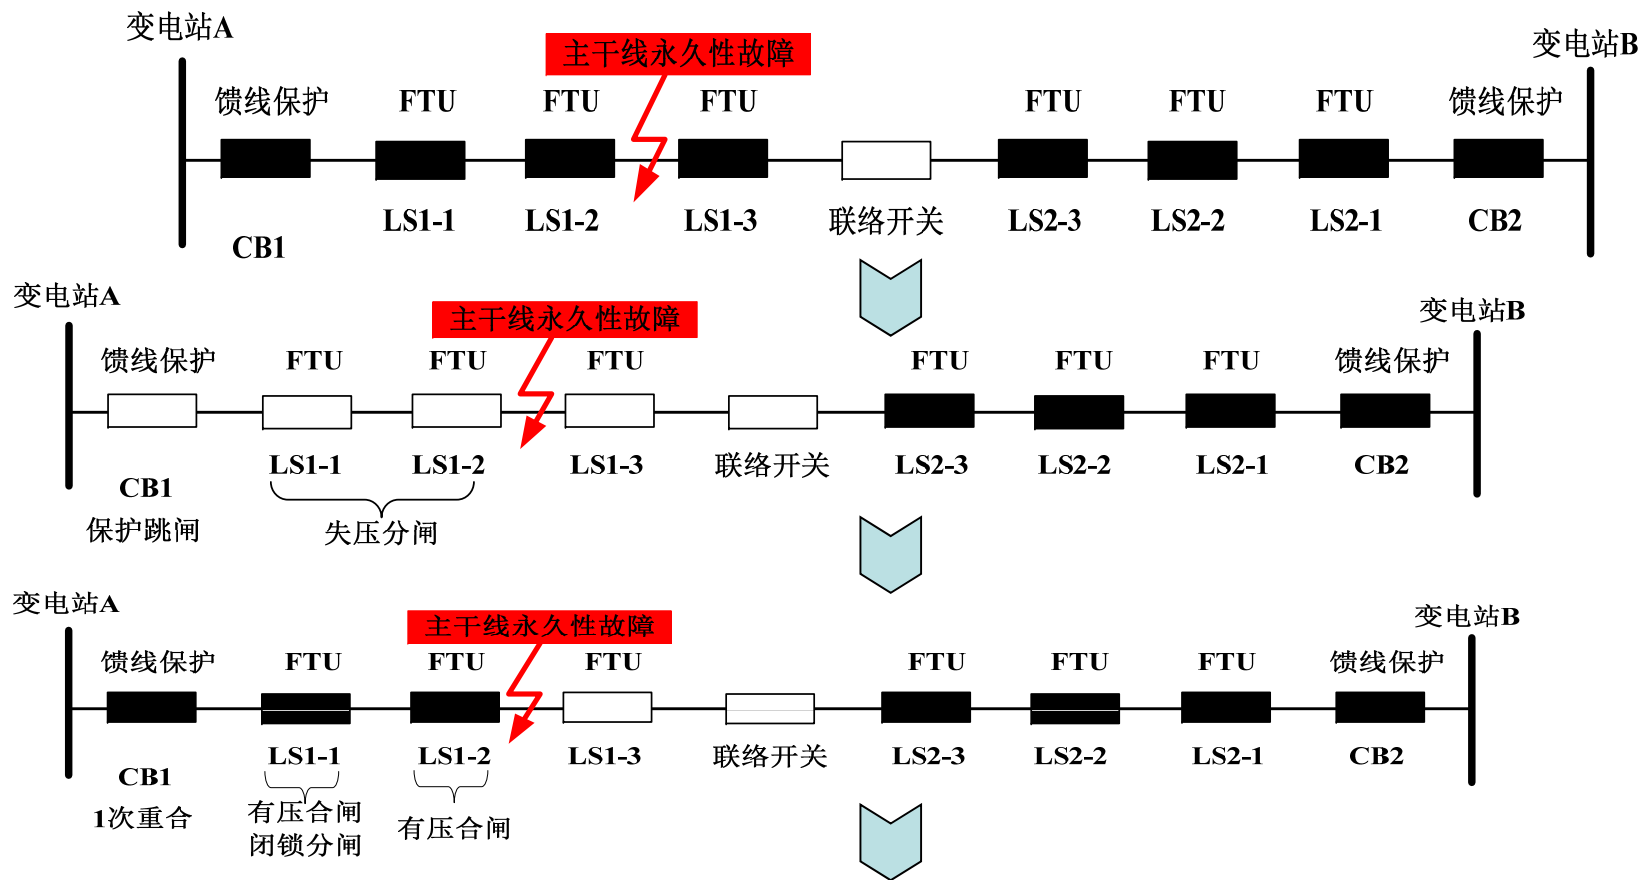 变电站A
变电站B
主干线永久性故障
馈线保护
FTU
FTU
FTU
FTU
FTU
FTU
馈线保护
CB1
LS1-1
LS1-2
LS1-3
联络开关
LS2-3
LS2-2
LS2-1
CB2
变电站A
变电站B
主干线永久性故障
馈线保护
FTU
FTU
FTU
FTU
FTU
FTU
馈线保护
CB1
保护跳闸
LS1-1
LS1-2
失压分闸
LS1-3
联络开关
LS2-3
LS2-2
LS2-1
CB2
变电站A
变电站B
主干线永久性故障
馈线保护
FTU
FTU
FTU
FTU
FTU
FTU
馈线保护
CB1
1次重合
LS1-1
有压合闸
闭锁分闸
LS1-2
有压合闸
LS1-3
联络开关
LS2-3
LS2-2
LS2-1
CB2